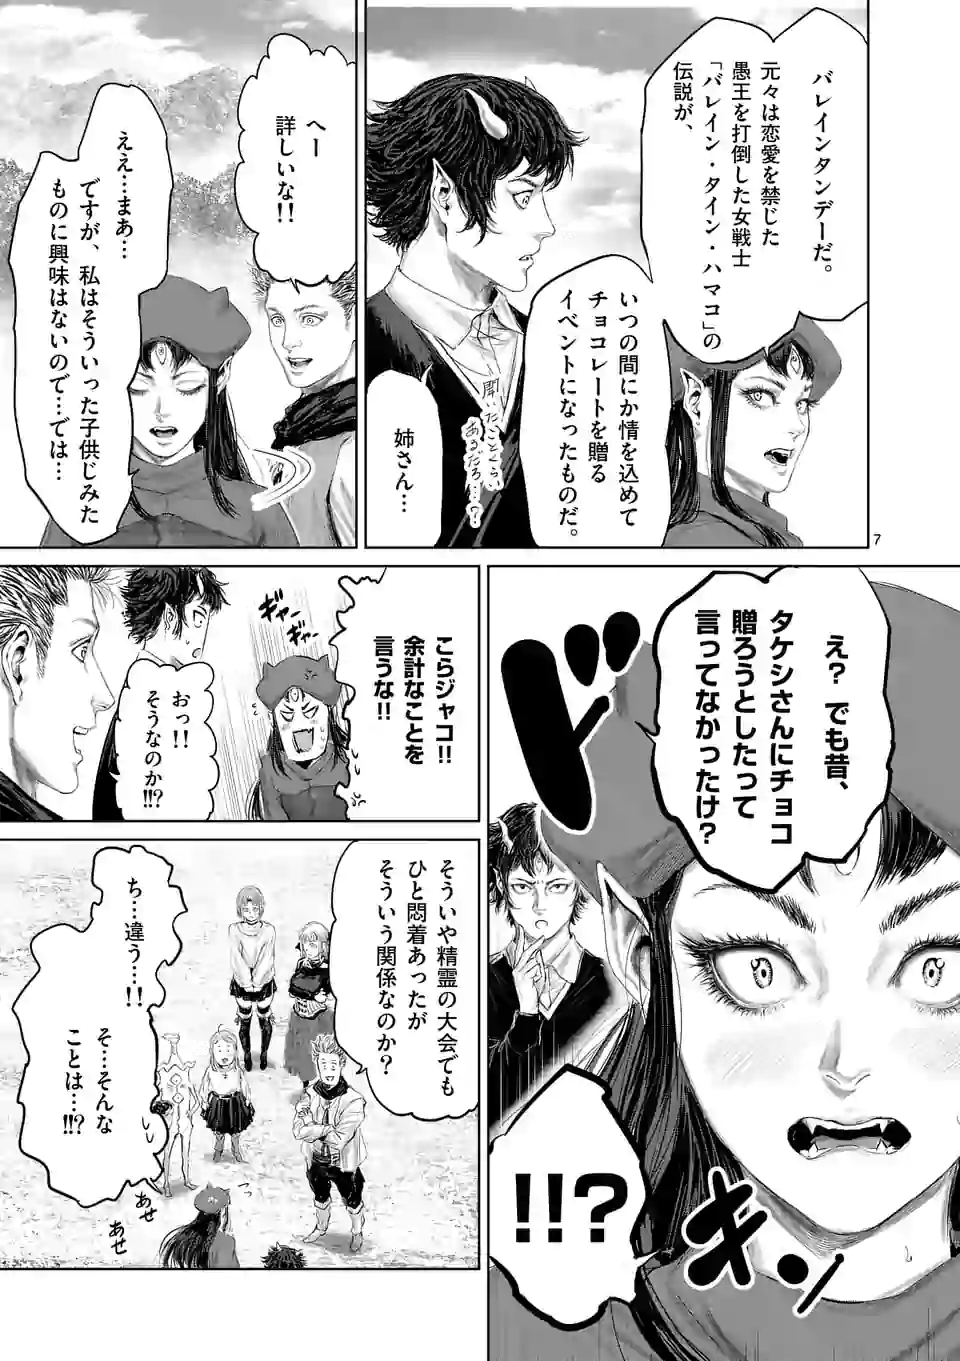 バレインタンデーだ。
元々は恋愛を禁じた
愚王を打倒した女戦士
「バレイン・タイン・ハマコ」の
伝説が、
いつの間にか情を込めて
チョコレートを贈る
イベントになったものだ。
聞いたことぐらい
あるだろ…?
姉さん…
へー
詳しいな!!
ええ…まあ…
ですが、私はそういった子供じみた
ものに興味はないので…では…
7
え? でも昔、
タケシさんにチョコ
贈ろうとしたって
言ってなかったけ?
ドッキン
!!!?
こらジャコ!!
余計なことを
言うな!!
ギャー
ギャー
おっ!!
そうなのか!!?
そういや精霊の大会でも
ひと悶着あったが
そういう関係なのか?
ち…違う…!!
そ…そんな
ことは…!!?
あせ
あせ